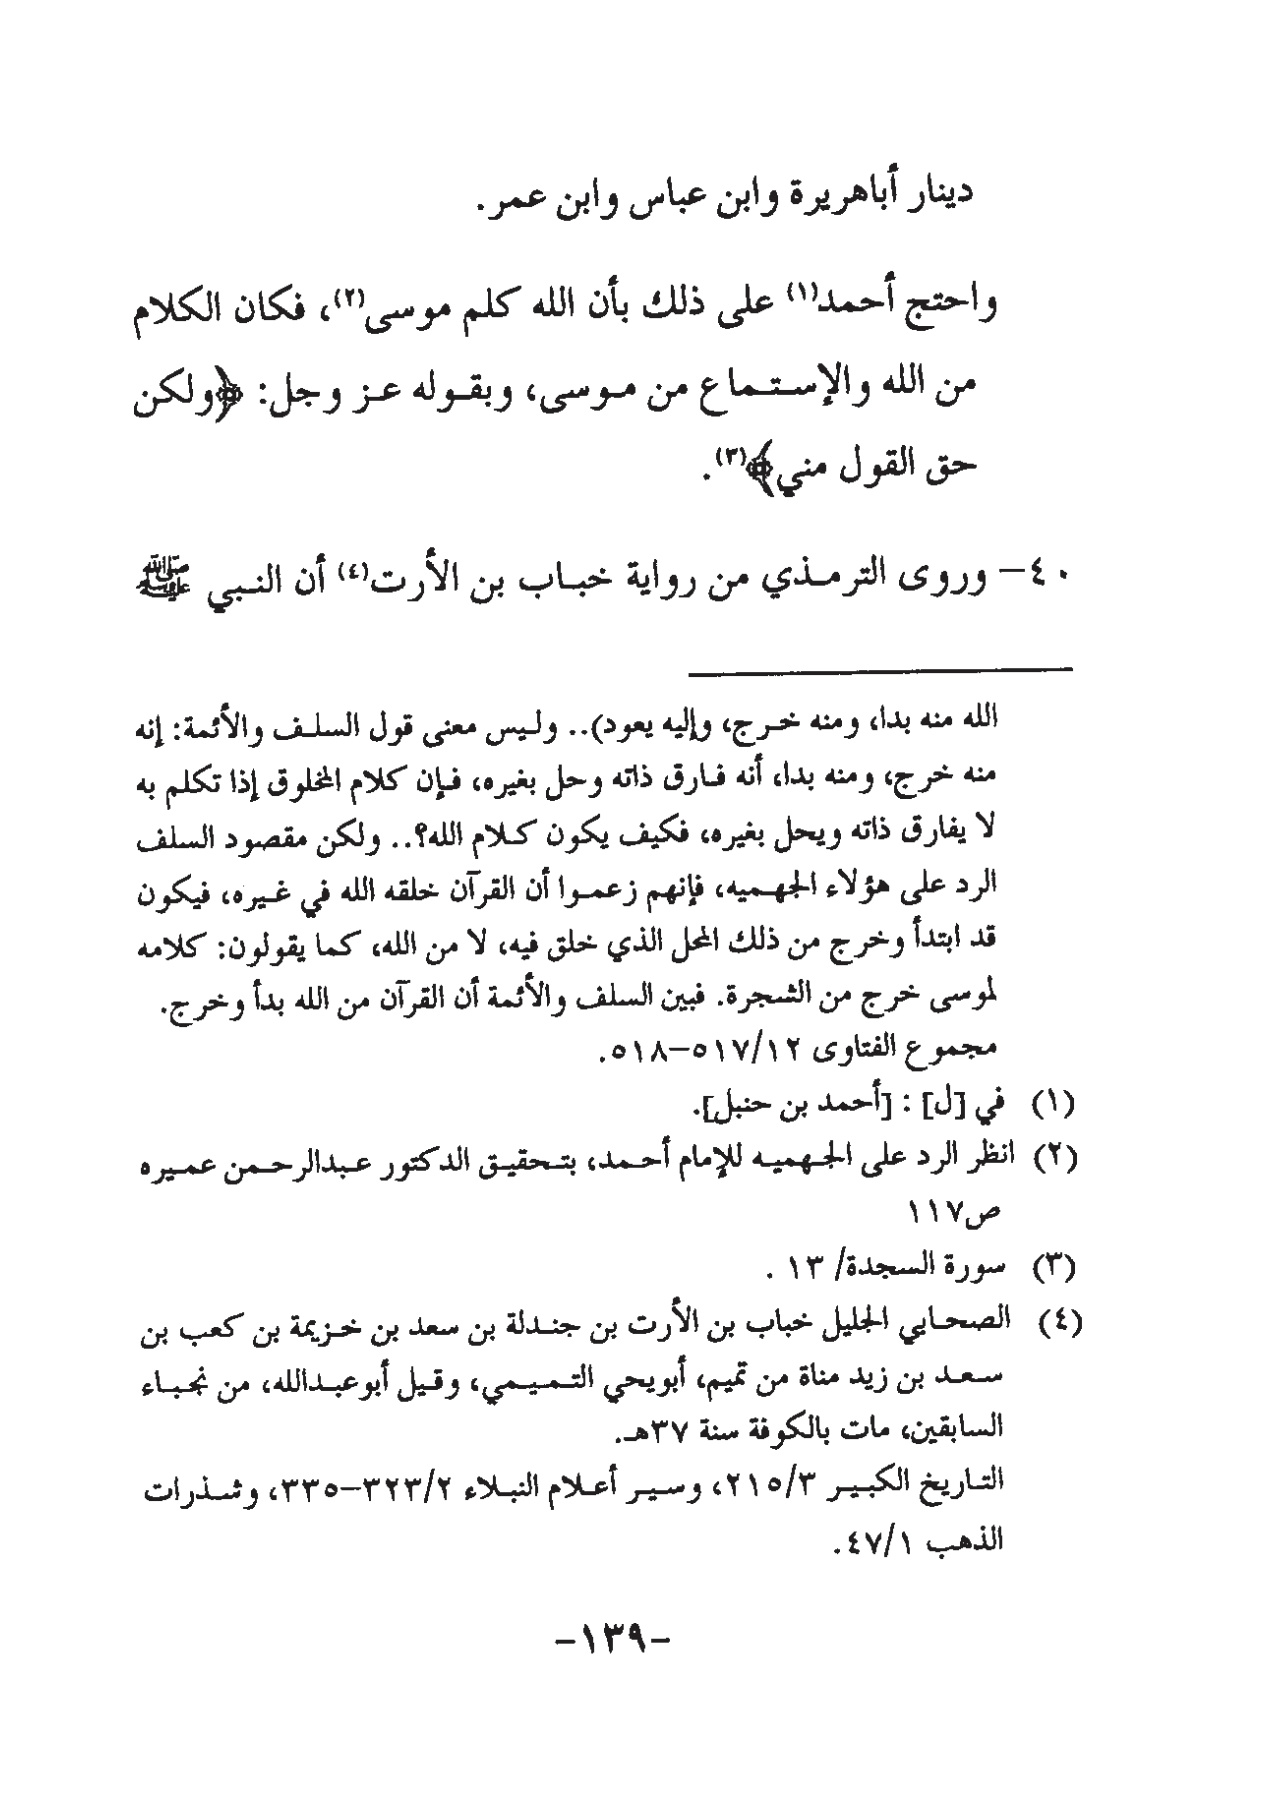 دينار أباهريرة وابن عباس وابن عمر.
واحتج أحمد(١) على ذلك بأن الله كلم موسى(٢)، فكان الكلام
من الله والإستماع من موسى، وبقوله عز وجل: ﴿ولكن
حق القول مني﴾(٣).
٤٠- وروى الترمذي من رواية خباب بن الأرت(٤) أن النبي ﷺ
الله منه بدا، ومنه خرج، وإليه يعود).. وليس معنى قول السلف والأئمة: إنه
منه خرج، ومنه بدا، أنه فارق ذاته وحل بغيره، فإن كلام المخلوق إذا تكلم به
لا يفارق ذاته ويحل بغيره، فكيف يكون كلام الله؟.. ولكن مقصود السلف
الرد على هؤلاء الجهميه، فإنهم زعموا أن القرآن خلقه الله في غيره، فيكون
قد ابتدأ وخرج من ذلك المحل الذي خلق فيه، لا من الله، كما يقولون: كلامه
لموسى خرج من الشجرة. فبين السلف والأئمة أن القرآن من الله بدأ وخرج.
مجموع الفتاوى ٥١٧/١٢-٥١٨.
(١) في [ل] : [أحمد بن حنبل].
(٢) انظر الرد على الجهميه للإمام أحمد، بتحقيق الدكتور عبدالرحمن عميره
ص١١٧
(٣) سورة السجدة/ ١٣ .
(٤) الصحابي الجليل خباب بن الأرت بن جندلة بن سعد بن خزيمة بن كعب بن
سعد بن زيد مناة من تميم، أبويحي التميمي، وقيل أبوعبدالله، من نجباء
السابقين، مات بالكوفة سنة ٣٧هـ.
التاريخ الكبير ٢١٥/٣، وسير أعلام النبلاء ٣٢٣/٢-٣٣٥، وشذرات
الذهب ٤٧/١.
-١٣٩-